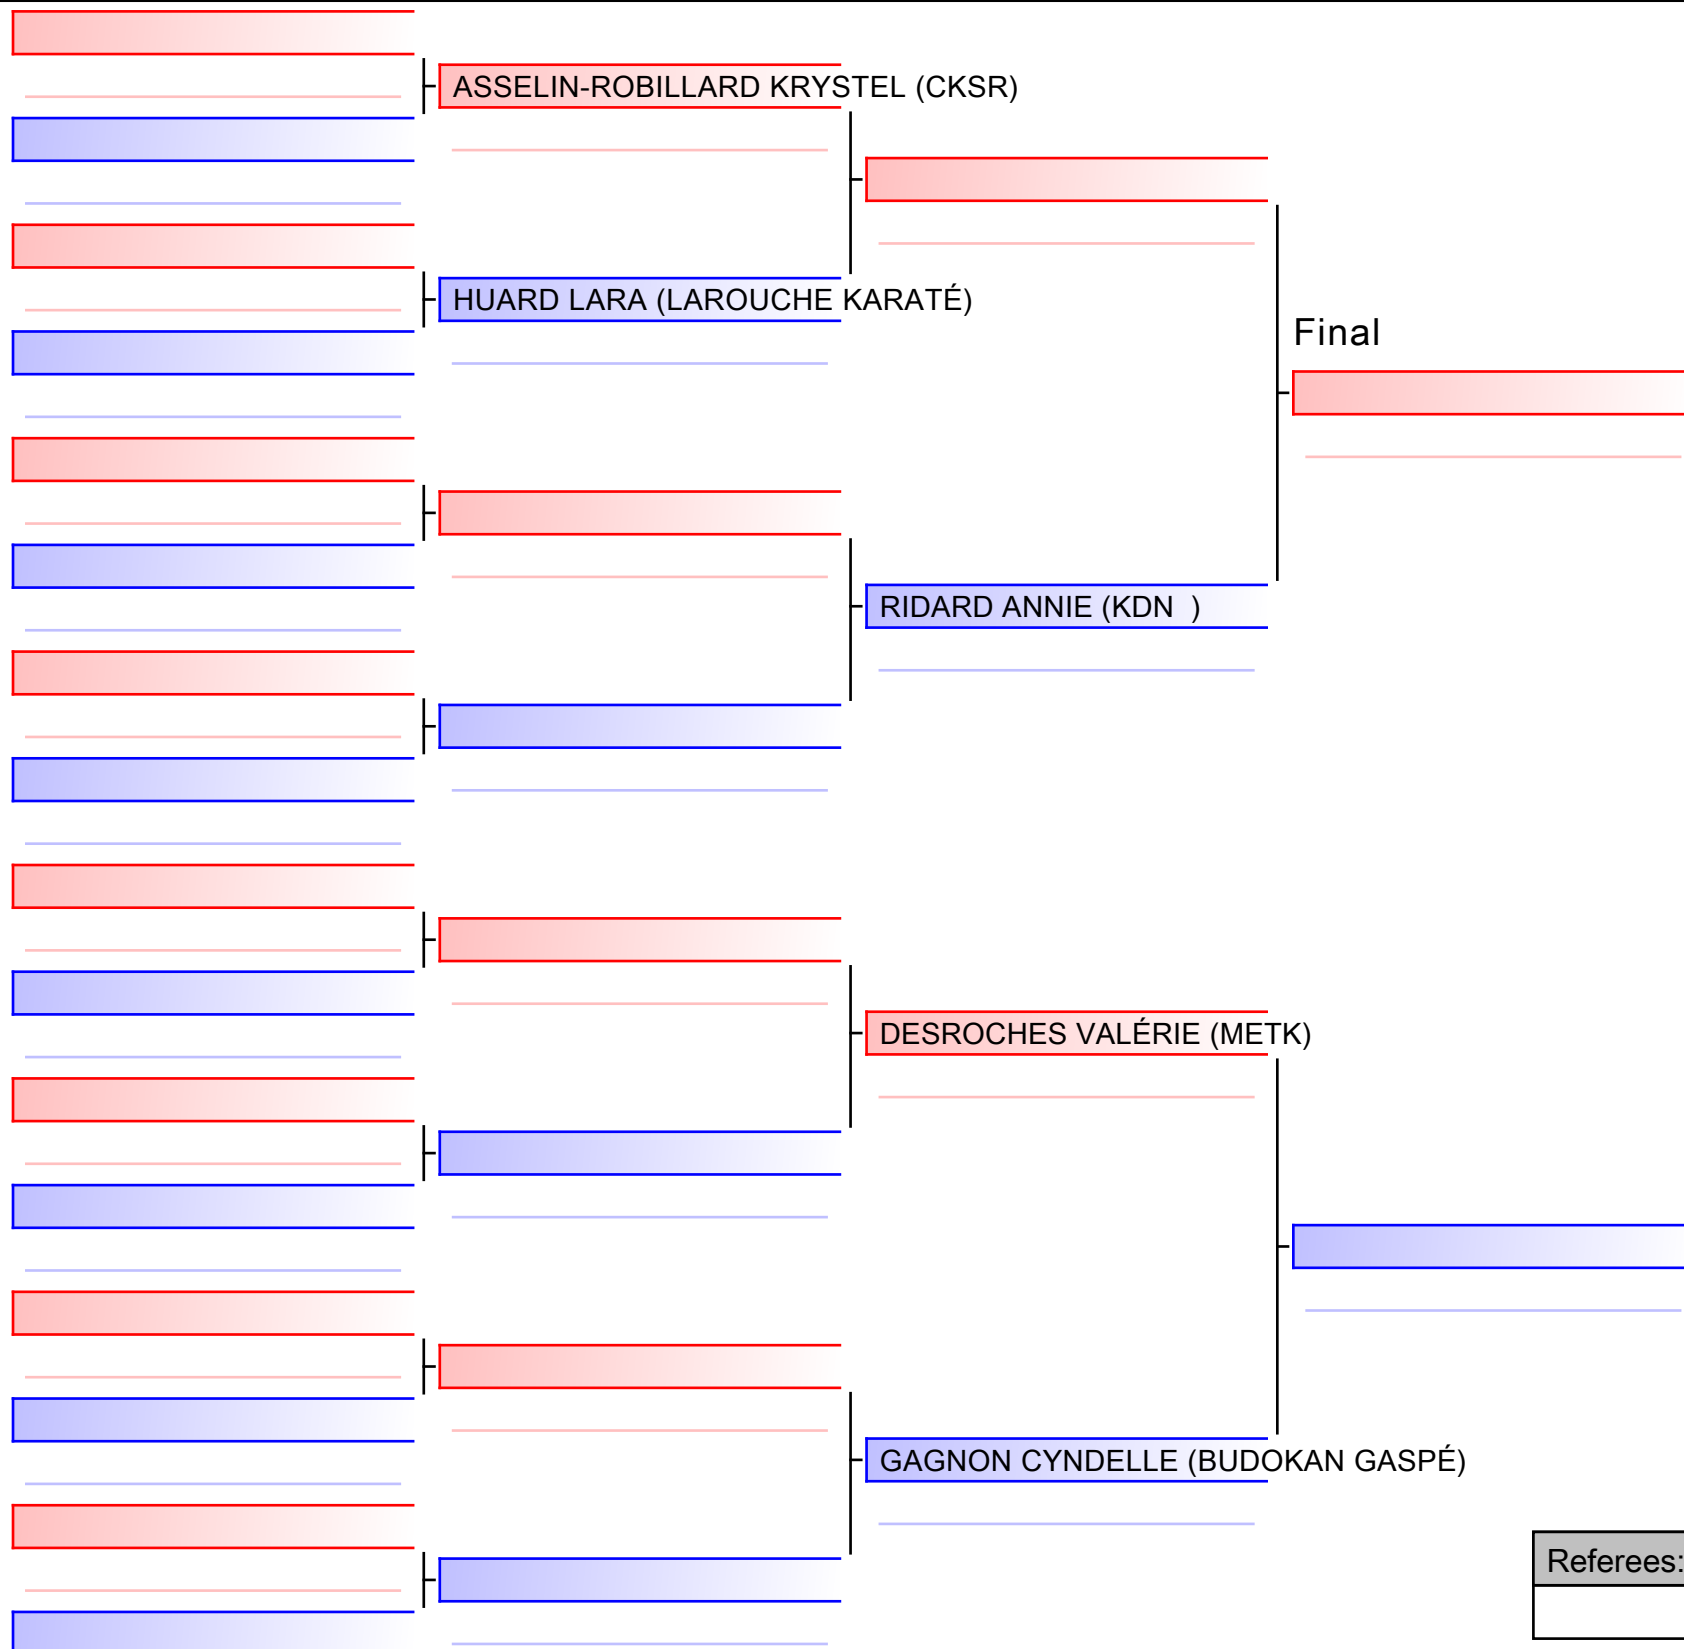 ASSELIN-ROBILLARD KRYSTEL (CKSR)
HUARD LARA (LAROUCHE KARATÉ)
Final
RIDARD ANNIE (KDN  )
DESROCHES VALÉRIE (METK)
GAGNON CYNDELLE (BUDOKAN GASPÉ)
Referees: